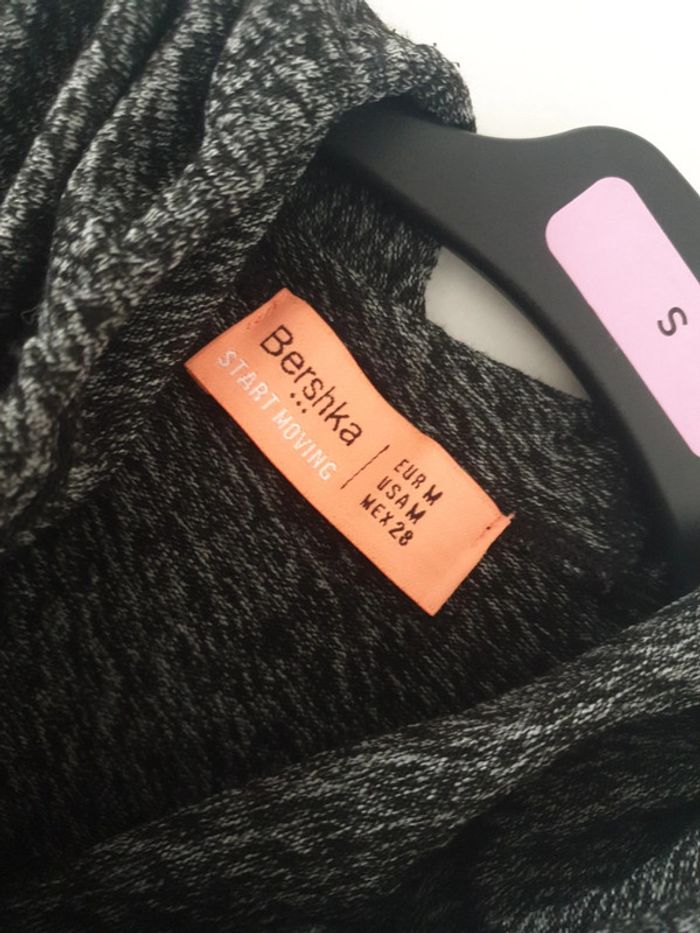 Bershka
START MOVING
EUR M
USA M
MEX 28
S